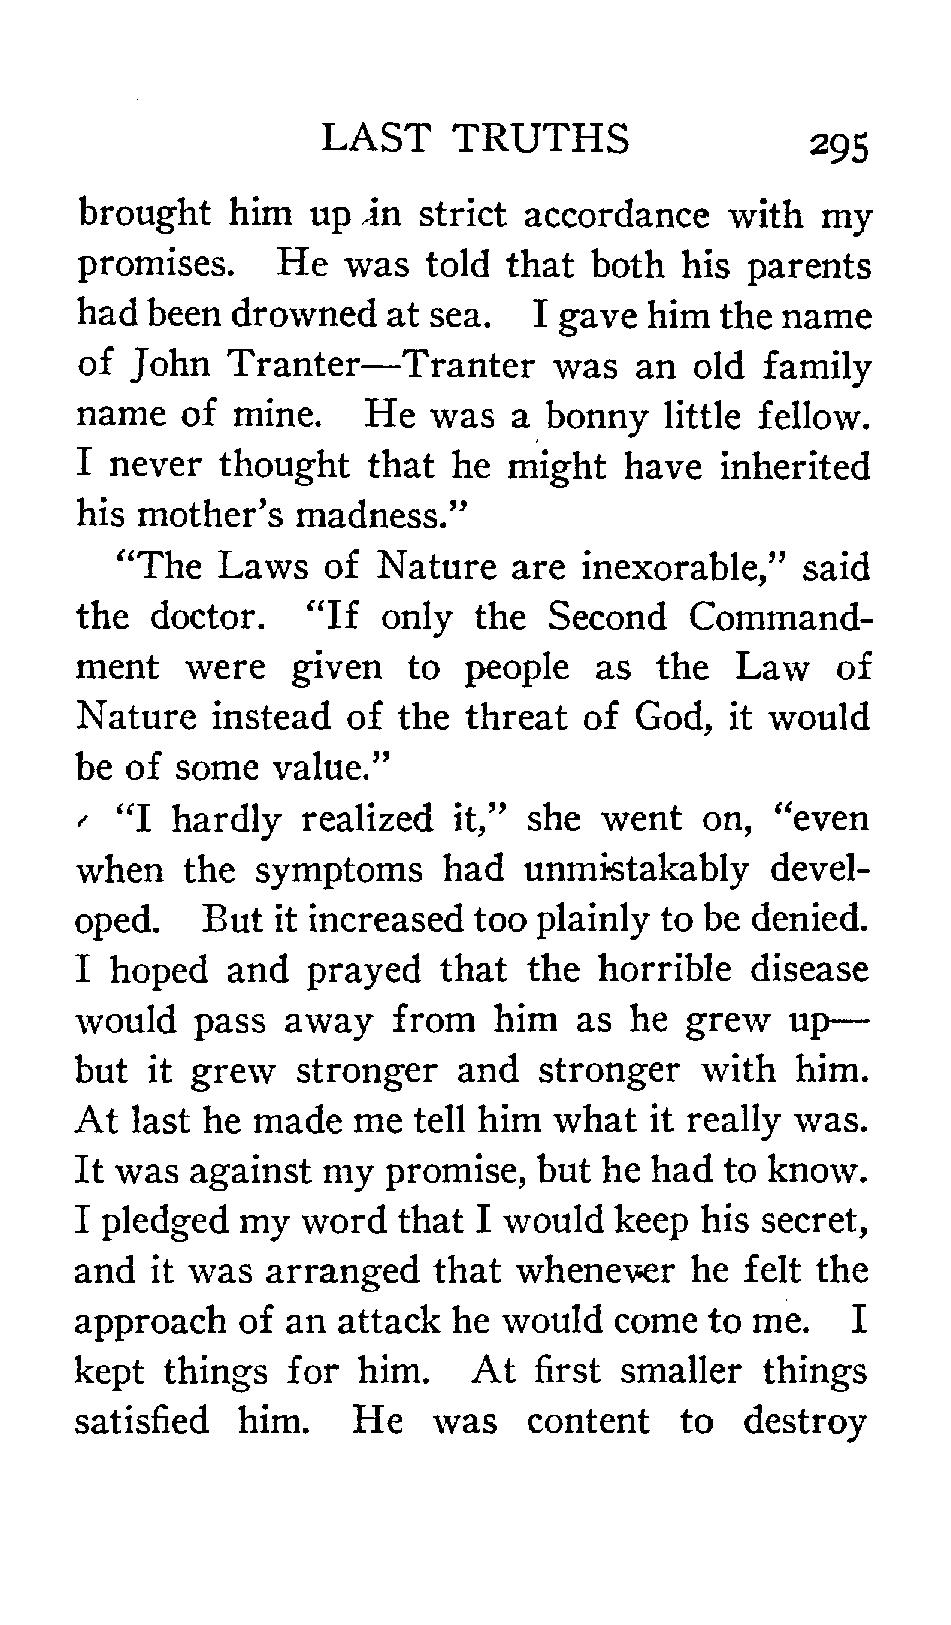 LAST TRUTHS 295
brought him up in strict accordance with my
promises. He was told that both his parents
had been drowned at sea. I gave him the name
of John Tranter—Tranter was an old family
name of mine. He was a bonny little fellow.
I never thought that he might have inherited
his mother's madness."
"The Laws of Nature are inexorable," said
the doctor. "If only the Second Command-
ment were given to people as the Law of
Nature instead of the threat of God, it would
be of some value."
"I hardly realized it," she went on, "even
when the symptoms had unmistakably devel-
oped. But it increased too plainly to be denied.
I hoped and prayed that the horrible disease
would pass away from him as he grew up—
but it grew stronger and stronger with him.
At last he made me tell him what it really was.
It was against my promise, but he had to know.
I pledged my word that I would keep his secret,
and it was arranged that whenever he felt the
approach of an attack he would come to me. I
kept things for him. At first smaller things
satisfied him. He was content to destroy